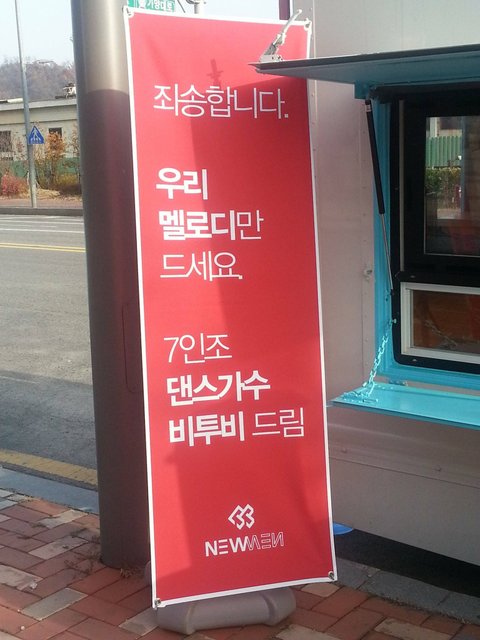 죄송합니다.
우리
멜로디만
드세요.
7인조
댄스가수
비투비 드림
NEWMEN